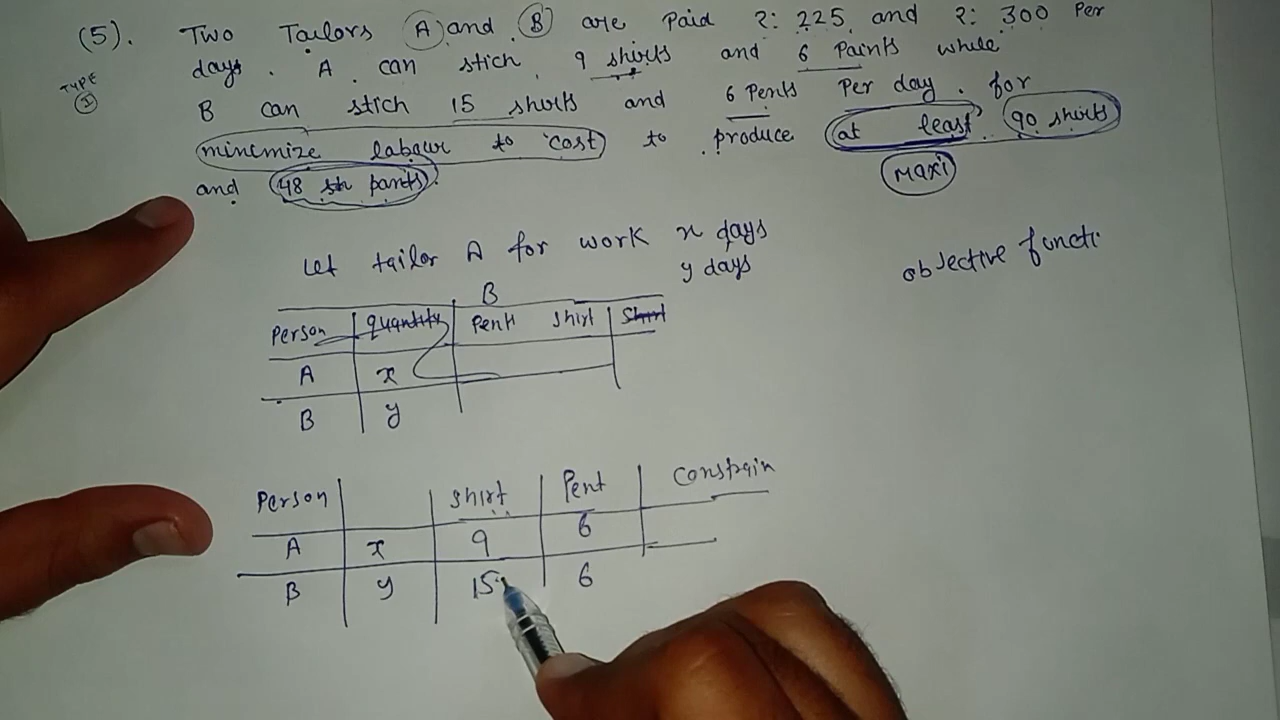 (5). Two Tailors A and B are Paid ₹: 225 and ₹: 300 Per
TYPE I days. A can stich 9 shirts and 6 Paints while
B can stich 15 shirts and 6 Pents Per day. for
minimize labour to cost to produce at least 90 shirts
and 48 sth pants. (Maxi)
Let tailor A for work x days
y days
objective functi
B
Person quantity Pent shirt shirt
A x
B y
Person shirt Pent Constrain
A x 9 6
B y 15 6